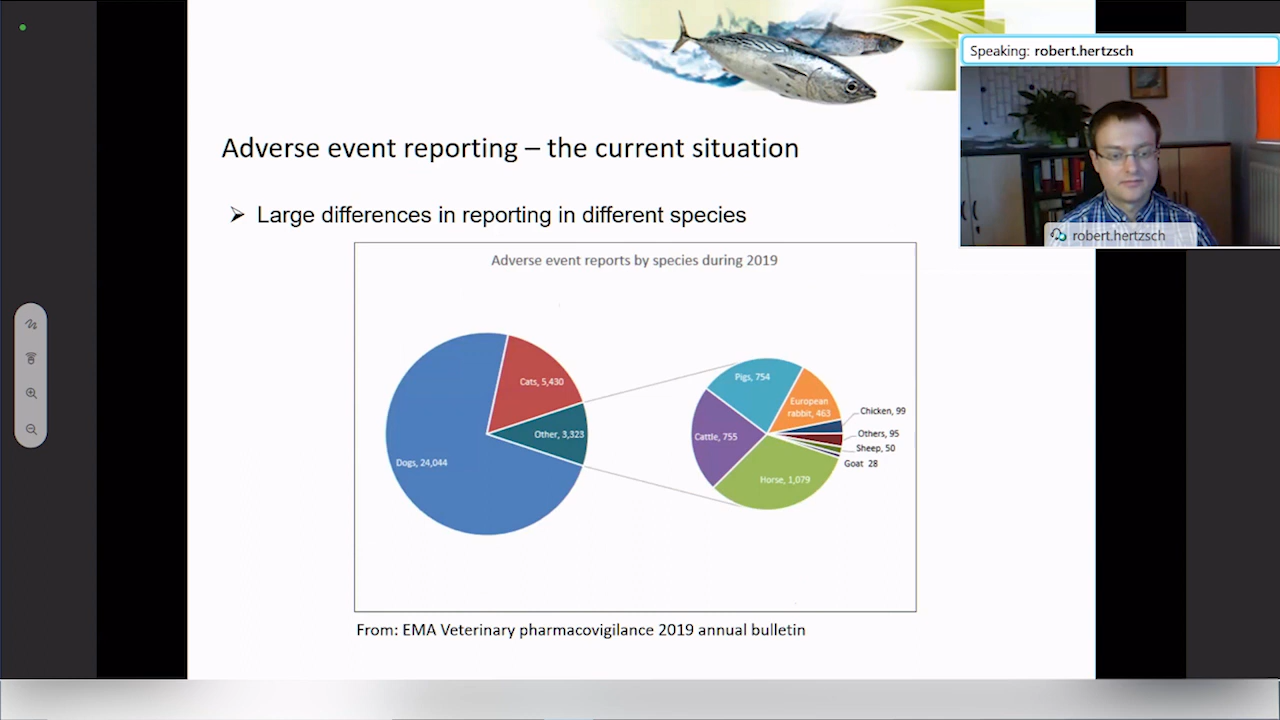 Speaking: robert.hertzsch
robert.hertzsch
Adverse event reporting – the current situation
➢ Large differences in reporting in different species
Adverse event reports by species during 2019
Dogs, 24,044
Cats, 5,430
Other, 3,323
Pigs, 754
European
rabbit, 463
Chicken, 99
Others, 95
Sheep, 50
Goat 28
Cattle, 755
Horse, 1,079
From: EMA Veterinary pharmacovigilance 2019 annual bulletin